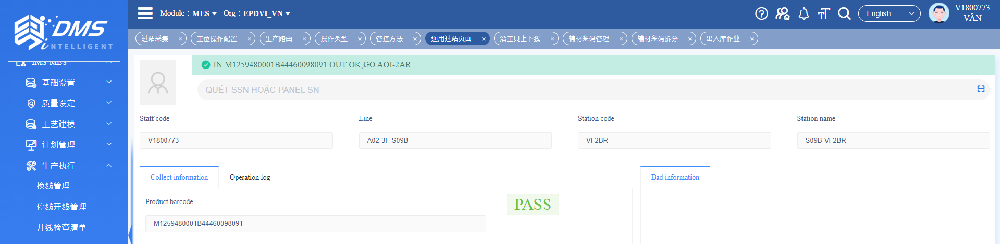 DMS
iNTELLIGENT
Module：MES Org：EPDVI_VN
English
V1800773
VÂN
过站采集 × 工位操作配置 × 生产路由 × 操作类型 × 管控方法 × 通用过站页面 × 治工具上下线 × 辅材条码管理 × 辅材条码拆分 × 出入库作业 ×
IMS-MES
基础设置
质量设定
工艺建模
计划管理
生产执行
换线管理
停线开线管理
开线检查清单
IN:M1259480001B44460098091 OUT:OK,GO AOI-2AR
QUÉT SSN HOẶC PANEL SN
Staff code Line Station code Station name
V1800773 A02-3F-S09B VI-2BR S09B-VI-2BR
Collect information Operation log Bad information
Product barcode PASS
M1259480001B44460098091